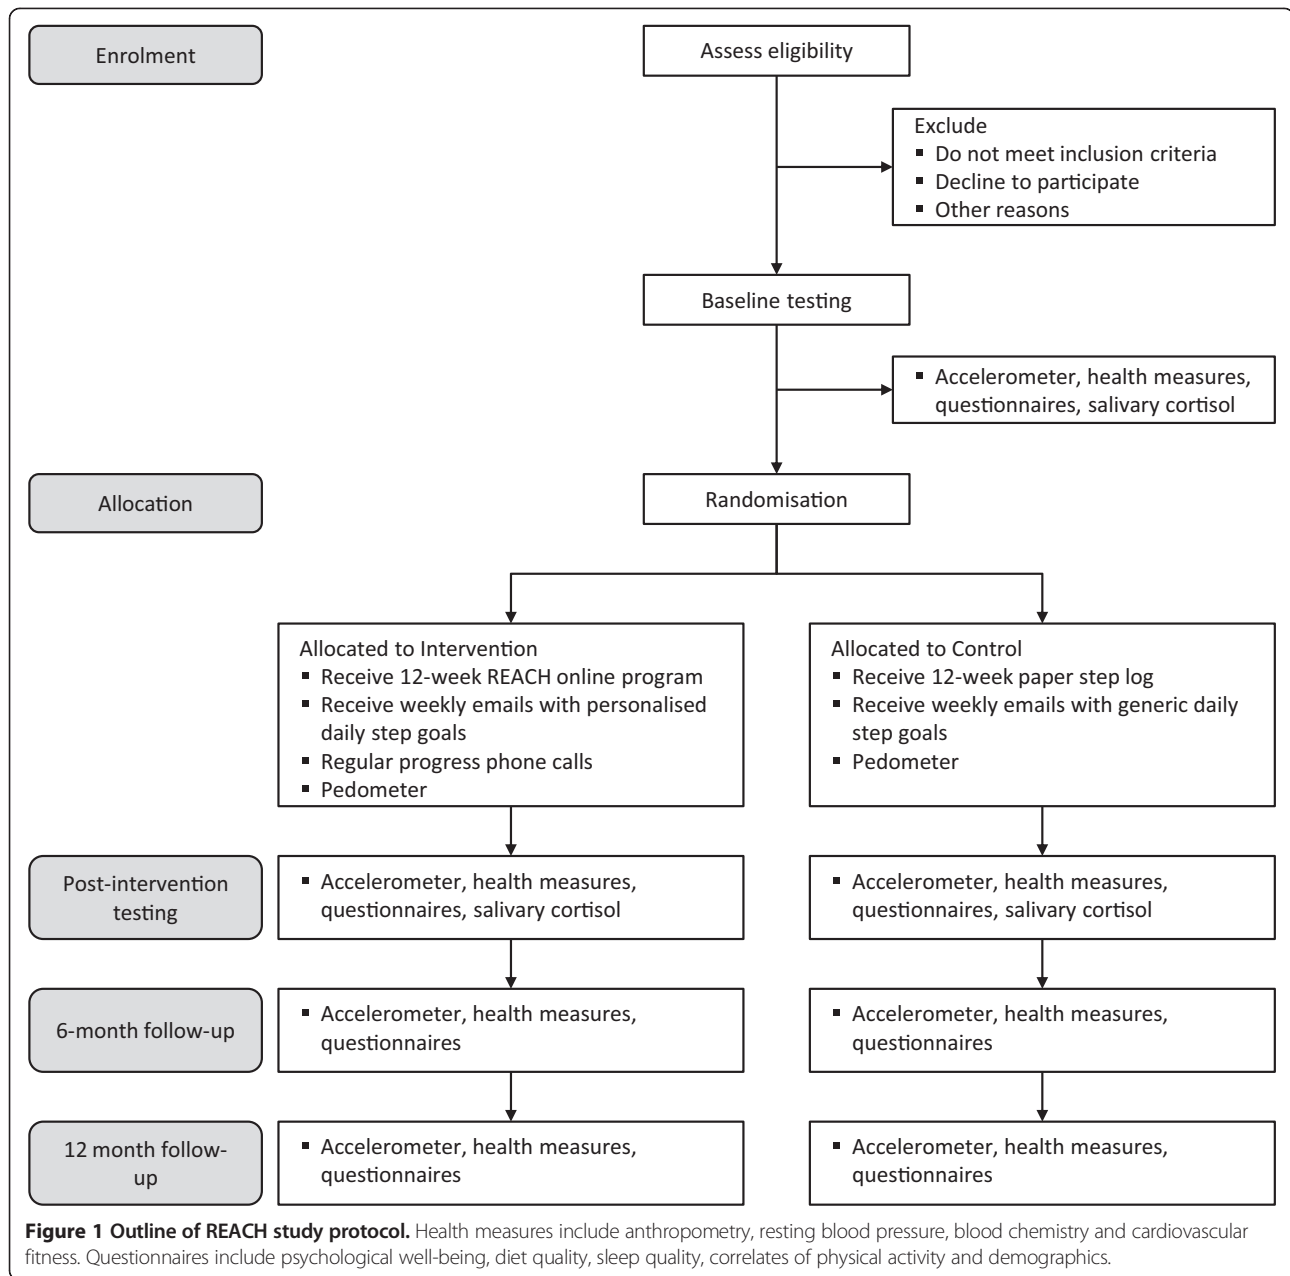 Enrolment
Assess eligibility
Exclude
▪ Do not meet inclusion criteria
▪ Decline to participate
▪ Other reasons
Baseline testing
▪ Accelerometer, health measures,
questionnaires, salivary cortisol
Allocation
Randomisation
Allocated to Intervention
▪ Receive 12-week REACH online program
▪ Receive weekly emails with personalised
daily step goals
▪ Regular progress phone calls
▪ Pedometer
Allocated to Control
▪ Receive 12-week paper step log
▪ Receive weekly emails with generic daily
step goals
▪ Pedometer
Post-intervention
testing
▪ Accelerometer, health measures,
questionnaires, salivary cortisol
▪ Accelerometer, health measures,
questionnaires, salivary cortisol
6-month follow-up
▪ Accelerometer, health measures,
questionnaires
▪ Accelerometer, health measures,
questionnaires
12 month follow-
up
▪ Accelerometer, health measures,
questionnaires
▪ Accelerometer, health measures,
questionnaires
Figure 1 Outline of REACH study protocol. Health measures include anthropometry, resting blood pressure, blood chemistry and cardiovascular
fitness. Questionnaires include psychological well-being, diet quality, sleep quality, correlates of physical activity and demographics.